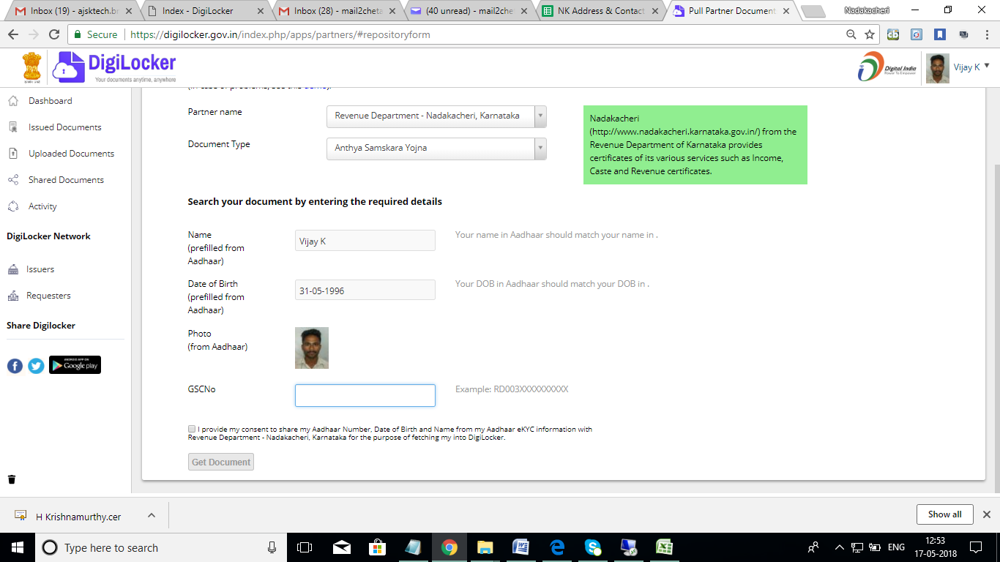 Inbox (19) - ajsktech.br
Index - DigiLocker
Inbox (28) - mail2cheta
(40 unread) - mail2che
NK Address & Contact
Pull Partner Document
Nadakacheri
Secure
https://digilocker.gov.in/index.php/apps/partners/#repositoryform
DigiLocker
Your documents anytime, anywhere
Digital India
Power To Empower
Vijay K
Dashboard
Issued Documents
Uploaded Documents
Shared Documents
Activity
DigiLocker Network
Issuers
Requesters
Share Digilocker
ANDROID APP ON
Google play
Partner name
Revenue Department - Nadakacheri, Karnataka
Document Type
Anthya Samskara Yojna
Nadakacheri
(http://www.nadakacheri.karnataka.gov.in/) from the
Revenue Department of Karnataka provides
certificates of its various services such as Income,
Caste and Revenue certificates.
Search your document by entering the required details
Name
(prefilled from
Aadhaar)
Vijay K
Your name in Aadhaar should match your name in .
Date of Birth
(prefilled from
Aadhaar)
31-05-1996
Your DOB in Aadhaar should match your DOB in .
Photo
(from Aadhaar)
GSCNo
Example: RD003XXXXXXXXXX
I provide my consent to share my Aadhaar Number, Date of Birth and Name from my Aadhaar eKYC information with
Revenue Department - Nadakacheri, Karnataka for the purpose of fetching my into DigiLocker.
Get Document
H Krishnamurthy.cer
Show all
Type here to search
ENG
12:53
17-05-2018